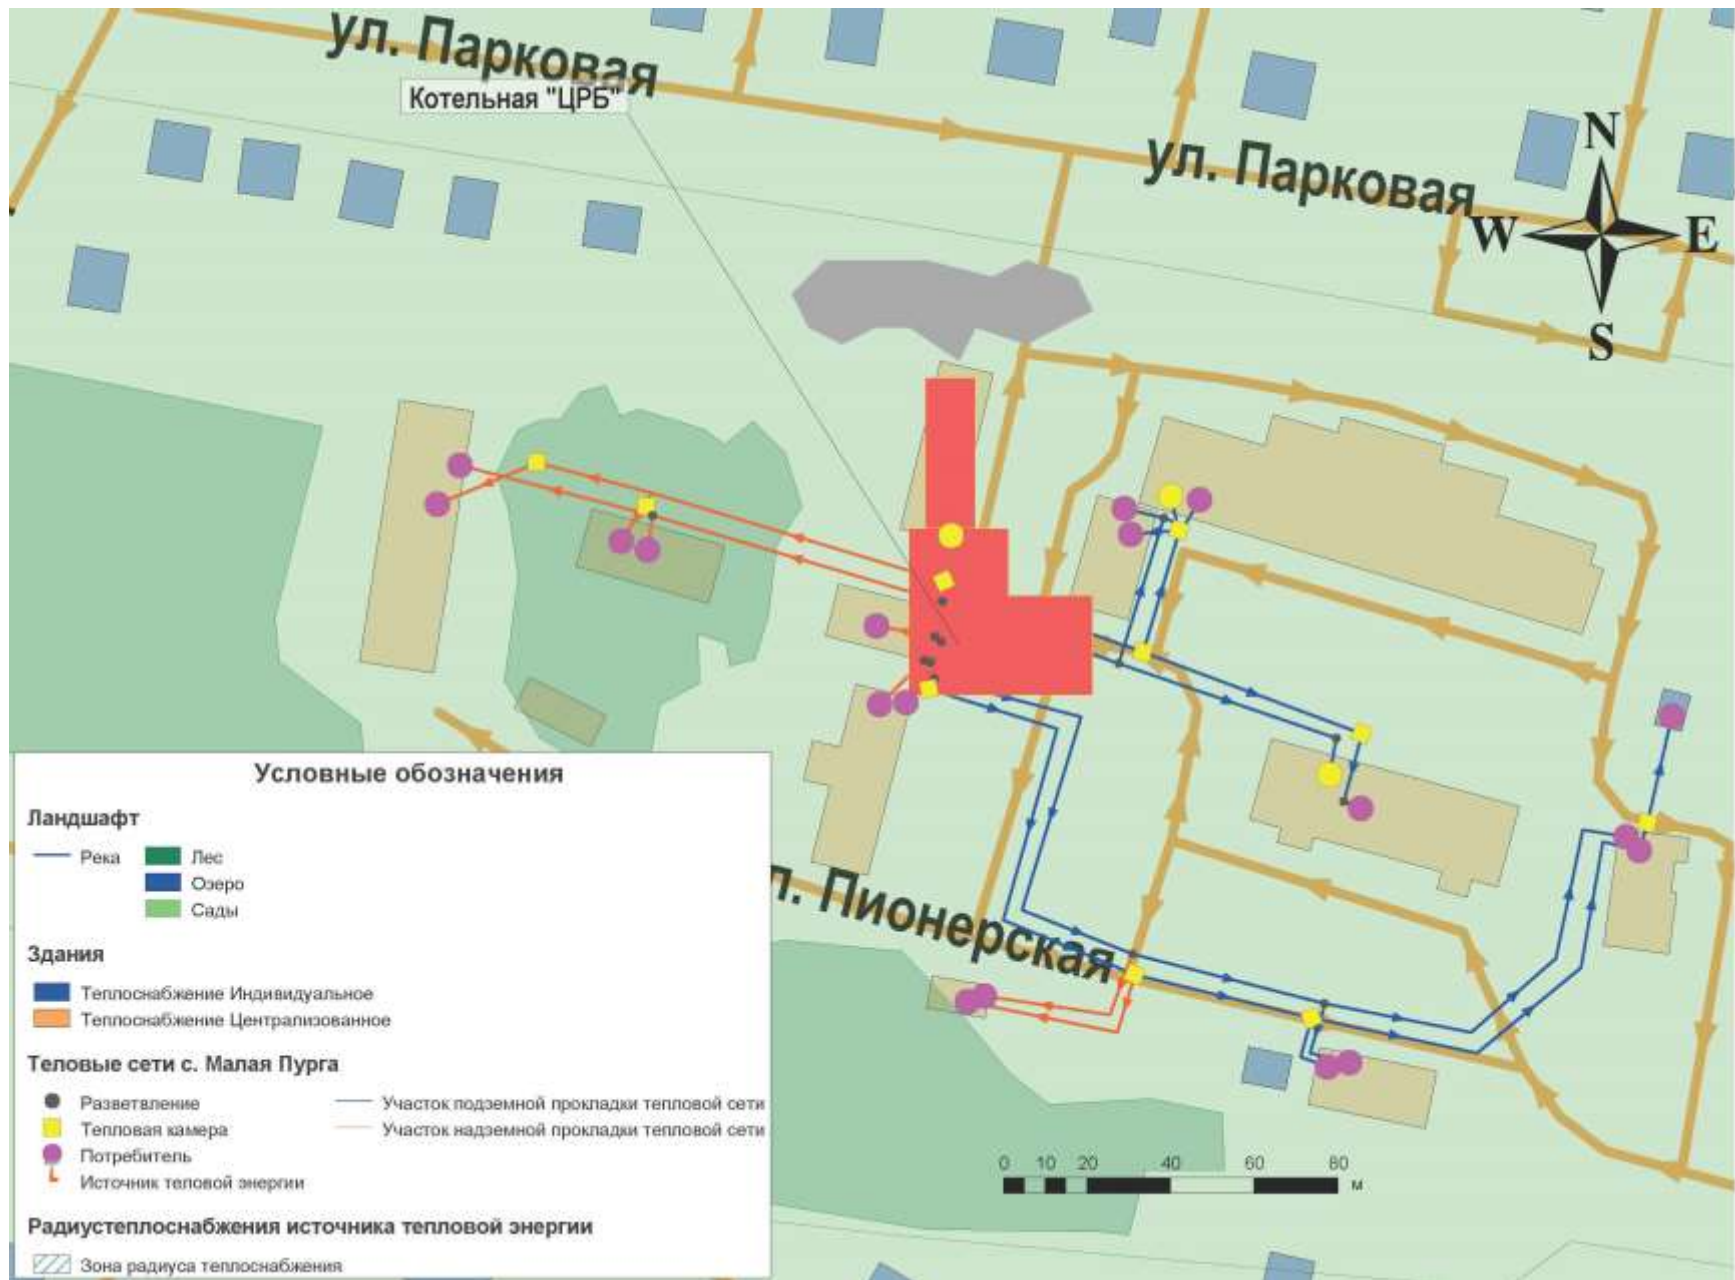 ул. Парковая
Котельная "ЦРБ"
ул. Парковая
N
W
E
S
л. Пионерская
Условные обозначения
Ландшафт
Река
Лес
Озеро
Сады
Здания
Теплоснабжение Индивидуальное
Теплоснабжение Централизованное
Теловые сети с. Малая Пурга
Разветвление
Тепловая камера
Потребитель
Источник теловой энергии
Участок подземной прокладки тепловой сети
Участок надземной прокладки тепловой сети
Радиустеплоснабжения источника тепловой энергии
Зона радиуса теплоснабжения
0 10 20 40 60 80
м